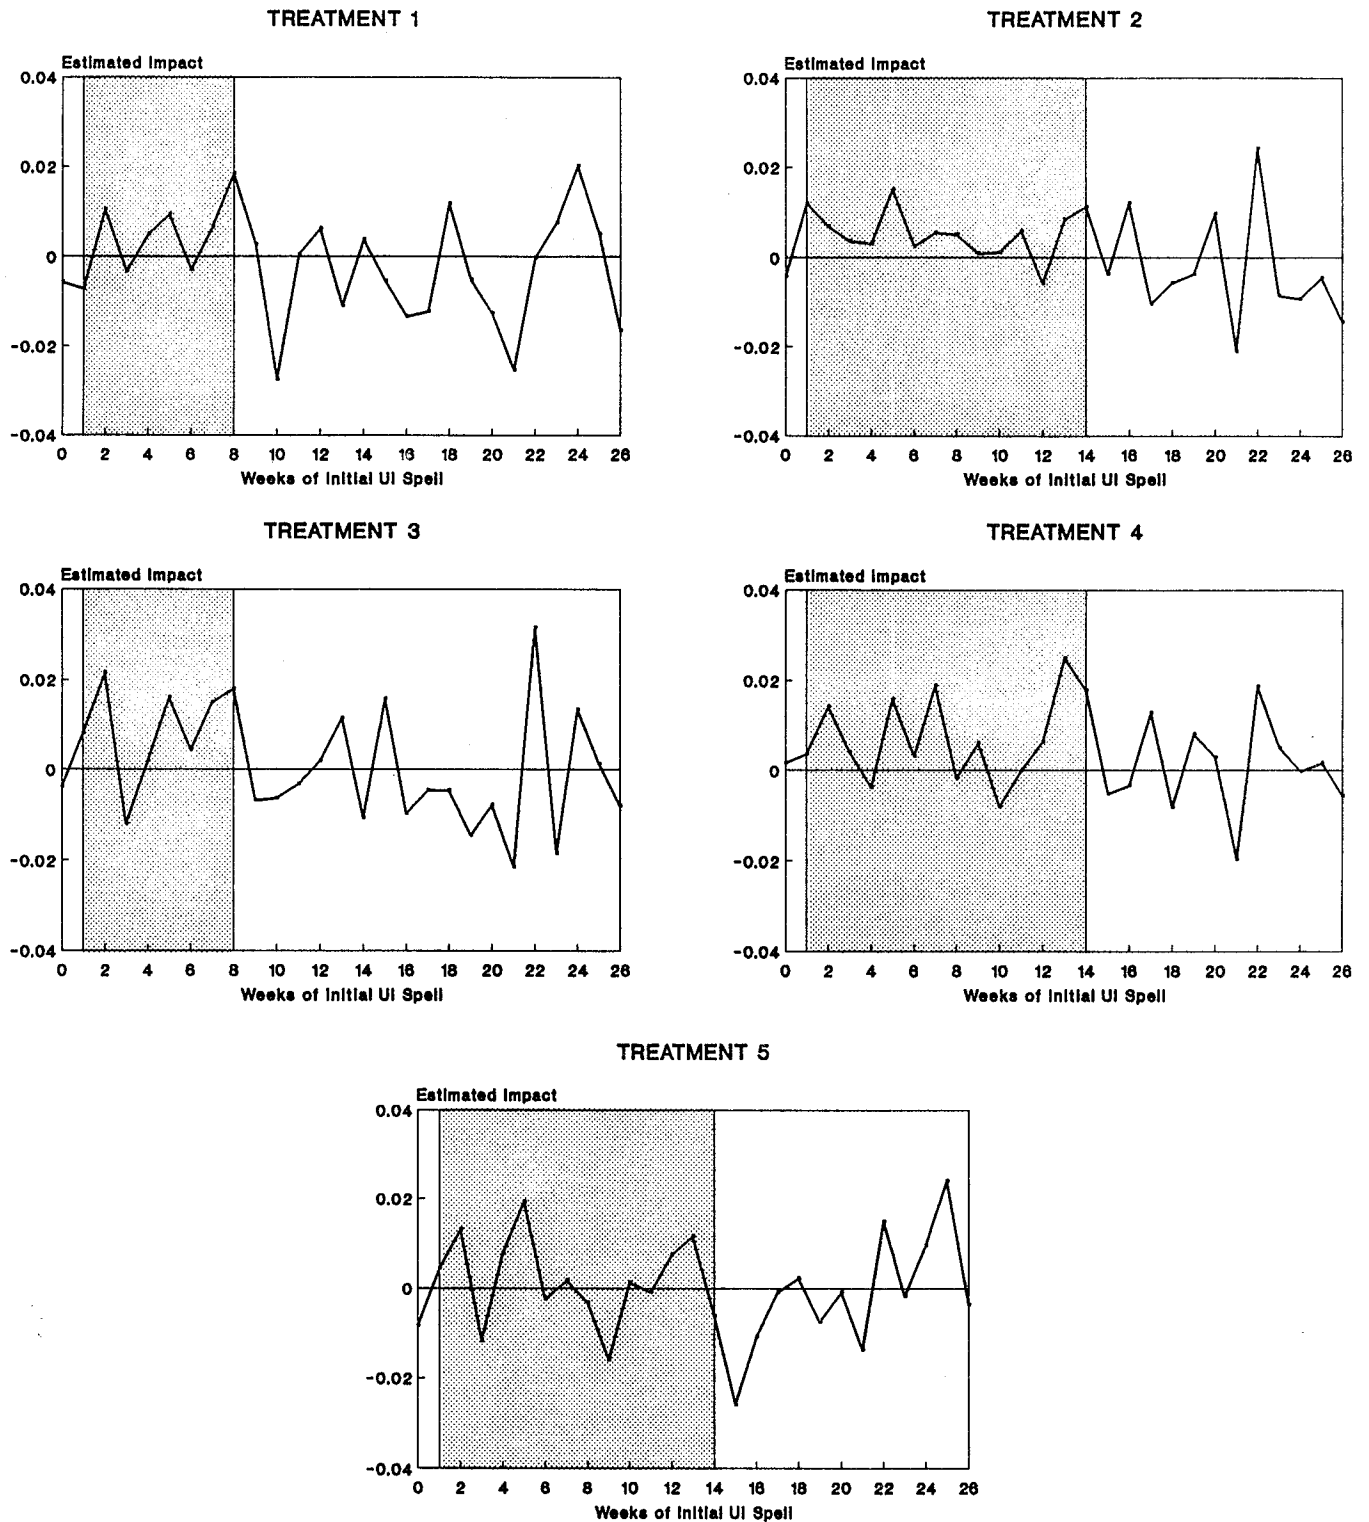 TREATMENT 1
Estimated Impact
0.04
0.02
0
-0.02
-0.04
0 2 4 6 8 10 12 14 16 18 20 22 24 26
Weeks of Initial UI Spell
TREATMENT 2
Estimated Impact
0.04
0.02
0
-0.02
-0.04
0 2 4 6 8 10 12 14 16 18 20 22 24 26
Weeks of Initial UI Spell
TREATMENT 3
Estimated Impact
0.04
0.02
0
-0.02
-0.04
0 2 4 6 8 10 12 14 16 18 20 22 24 26
Weeks of Initial UI Spell
TREATMENT 4
Estimated Impact
0.04
0.02
0
-0.02
-0.04
0 2 4 6 8 10 12 14 16 18 20 22 24 26
Weeks of Initial UI Spell
TREATMENT 5
Estimated Impact
0.04
0.02
0
-0.02
-0.04
0 2 4 6 8 10 12 14 16 18 20 22 24 26
Weeks of Initial UI Spell